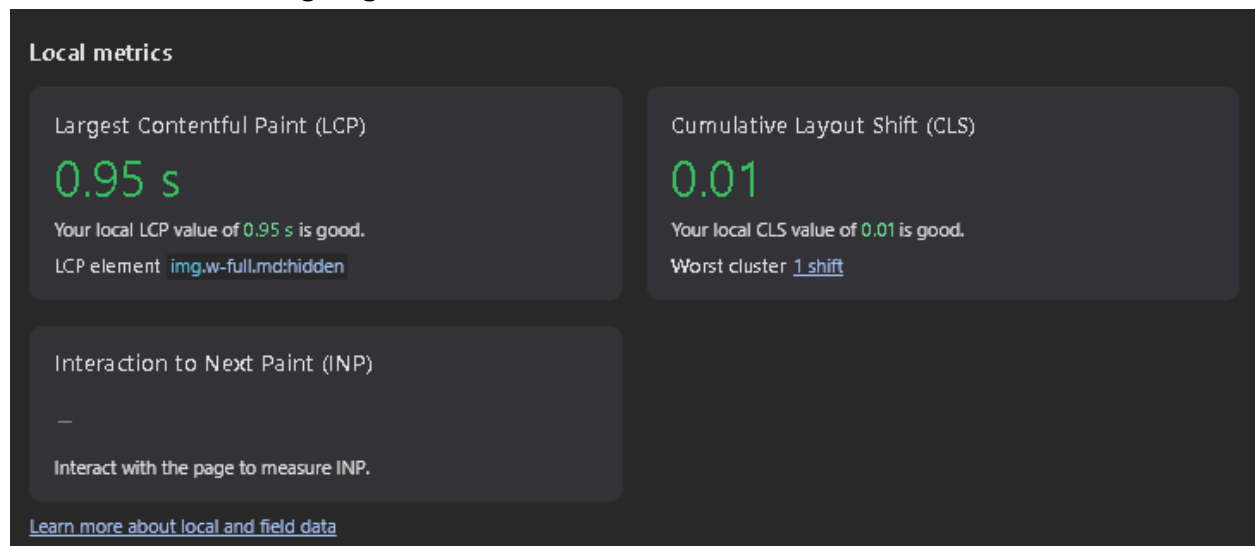 Local metrics
Largest Contentful Paint (LCP)
0.95 s
Your local LCP value of 0.95 s is good.
LCP element img.w-full.md:hidden
Cumulative Layout Shift (CLS)
0.01
Your local CLS value of 0.01 is good.
Worst cluster 1 shift
Interaction to Next Paint (INP)
–
Interact with the page to measure INP.
Learn more about local and field data